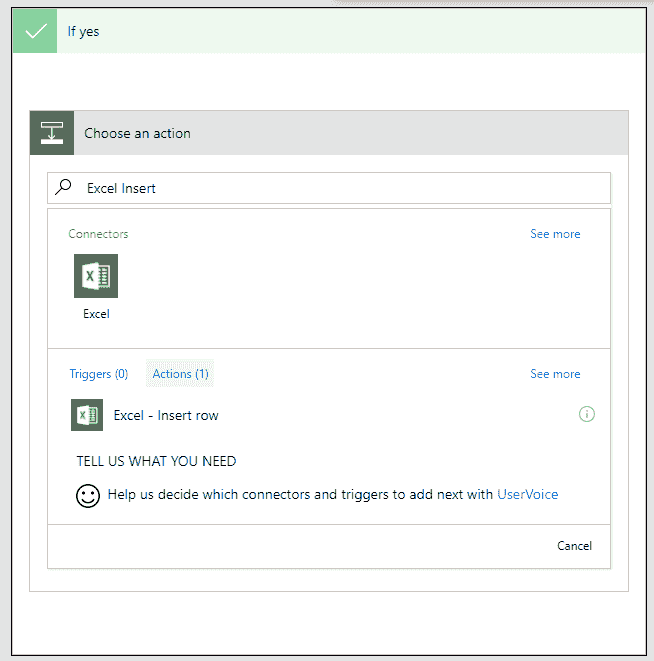 If yes
Choose an action
Excel Insert
Connectors See more
Excel
Triggers (0) Actions (1) See more
Excel - Insert row
TELL US WHAT YOU NEED
Help us decide which connectors and triggers to add next with UserVoice
Cancel